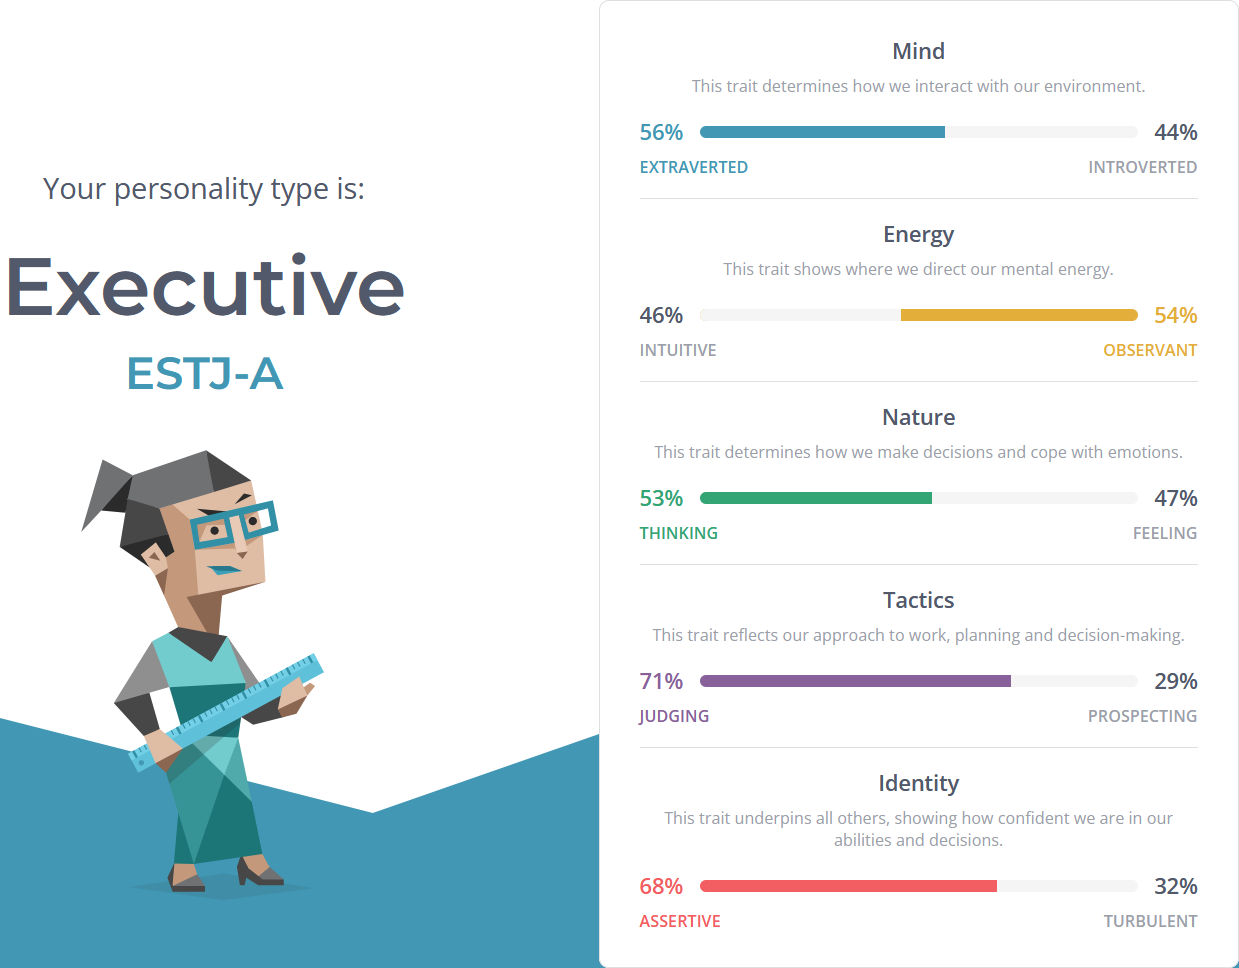 Your personality type is:
Executive
ESTJ-A
Mind
This trait determines how we interact with our environment.
56% 44%
EXTRAVERTED INTROVERTED
Energy
This trait shows where we direct our mental energy.
46% 54%
INTUITIVE OBSERVANT
Nature
This trait determines how we make decisions and cope with emotions.
53% 47%
THINKING FEELING
Tactics
This trait reflects our approach to work, planning and decision-making.
71% 29%
JUDGING PROSPECTING
Identity
This trait underpins all others, showing how confident we are in our
abilities and decisions.
68% 32%
ASSERTIVE TURBULENT